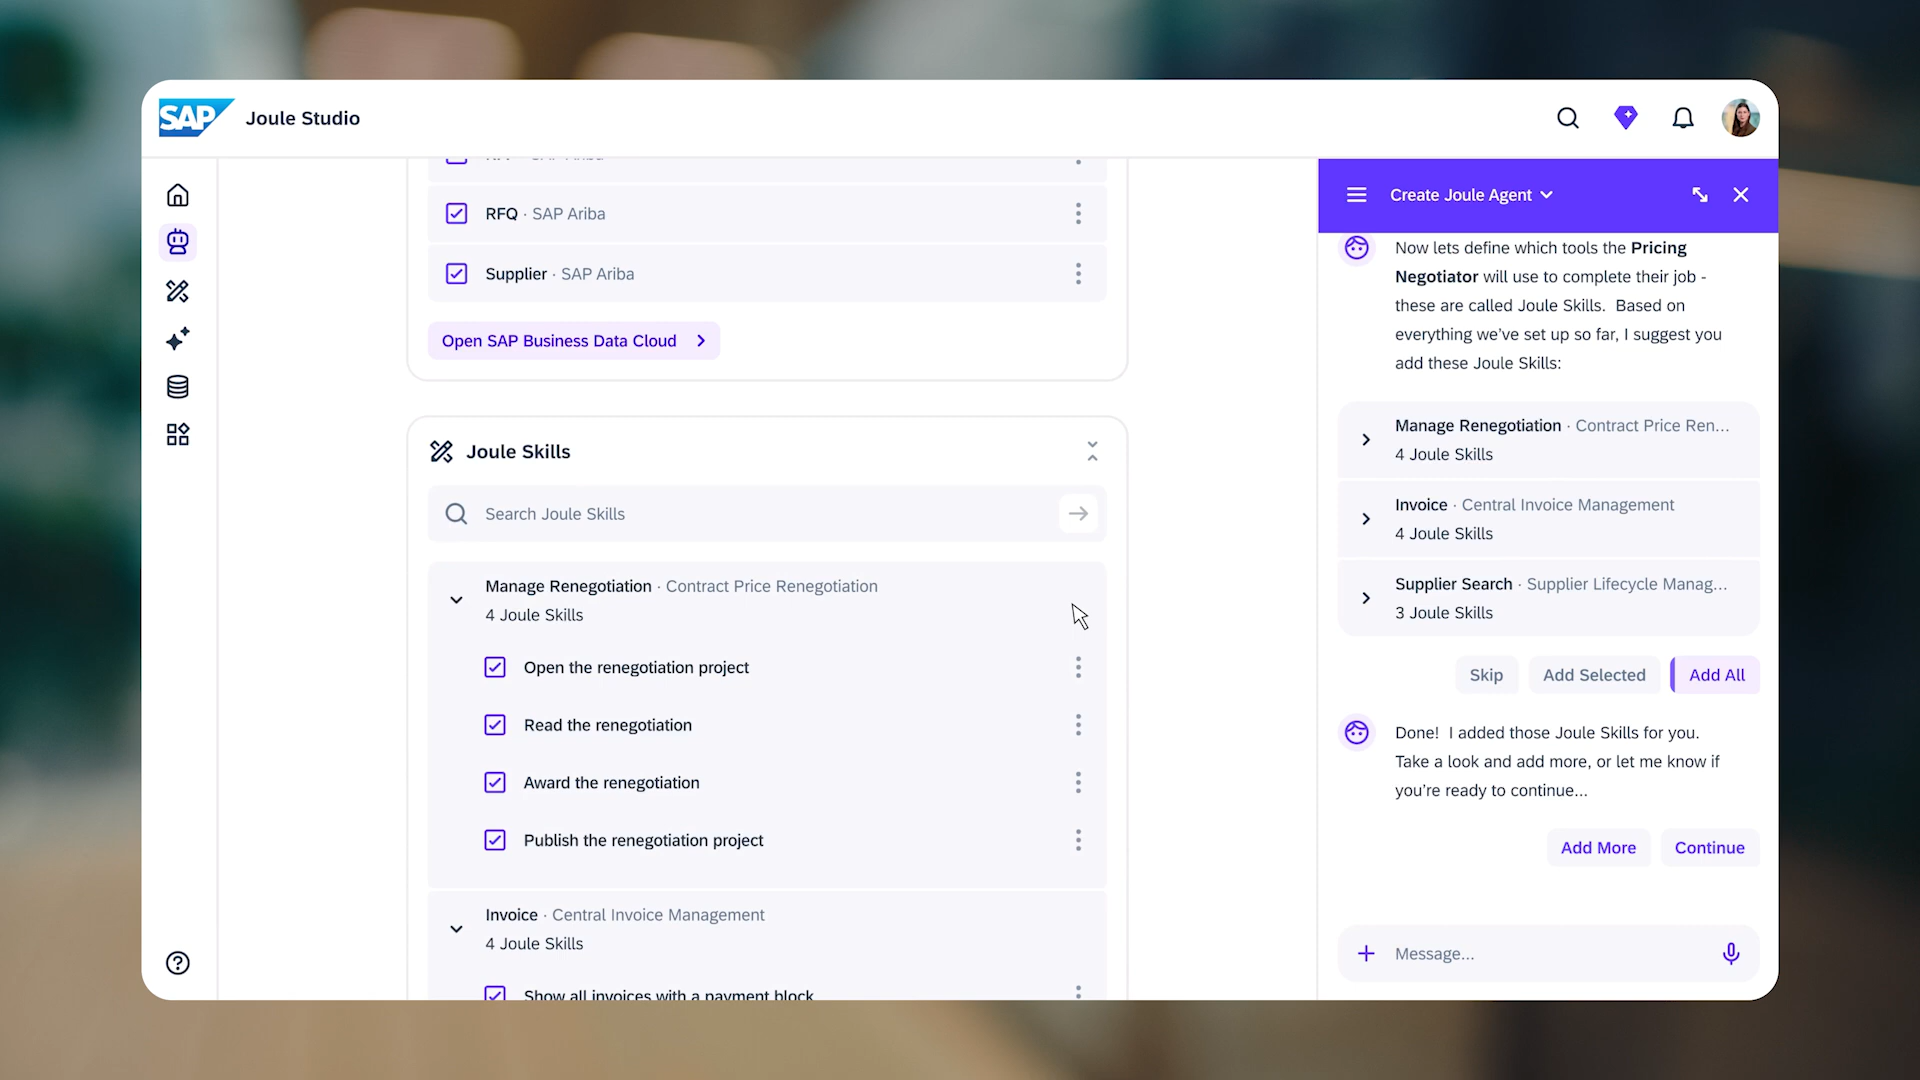 SAP
Joule Studio
RFQ · SAP Ariba
Supplier · SAP Ariba
Open SAP Business Data Cloud
Joule Skills
Search Joule Skills
Manage Renegotiation · Contract Price Renegotiation
4 Joule Skills
Open the renegotiation project
Read the renegotiation
Award the renegotiation
Publish the renegotiation project
Invoice · Central Invoice Management
4 Joule Skills
Show all invoices with a payment block
Create Joule Agent
Now lets define which tools the Pricing
Negotiator will use to complete their job -
these are called Joule Skills.  Based on
everything we’ve set up so far, I suggest you
add these Joule Skills:
Manage Renegotiation · Contract Price Ren...
4 Joule Skills
Invoice · Central Invoice Management
4 Joule Skills
Supplier Search · Supplier Lifecycle Manag...
3 Joule Skills
Skip
Add Selected
Add All
Done!  I added those Joule Skills for you.
Take a look and add more, or let me know if
you’re ready to continue...
Add More
Continue
Message...